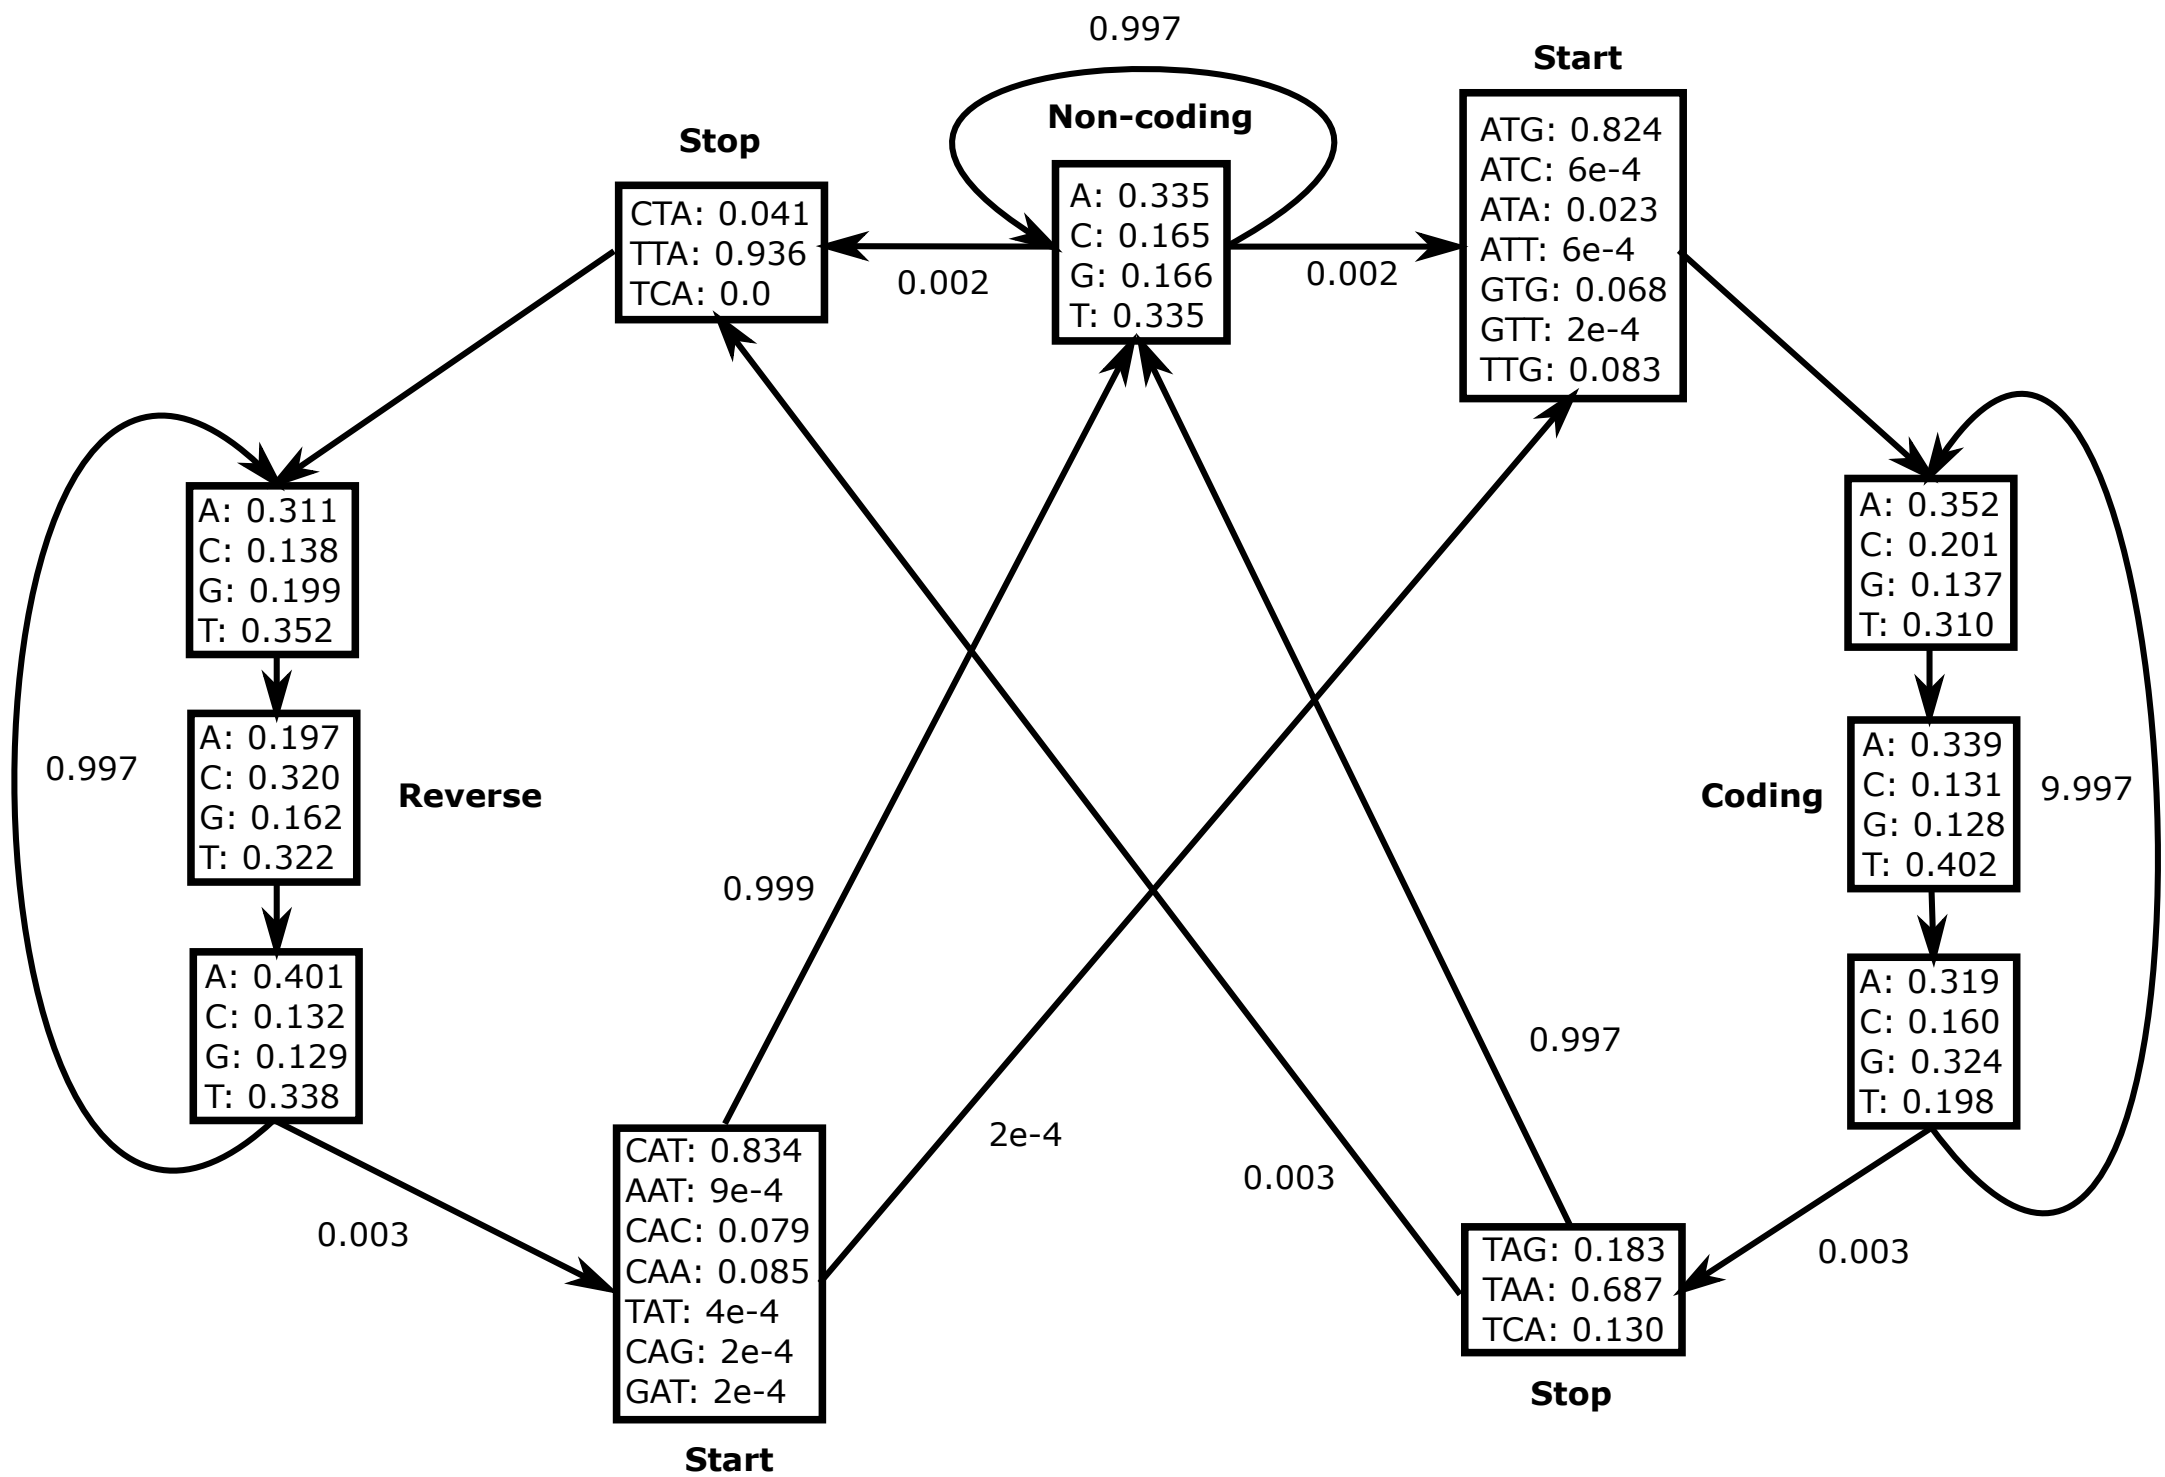 0.997
Start
Non-coding
Stop
ATG: 0.824
ATC: 6e-4
ATA: 0.023
ATT: 6e-4
GTG: 0.068
GTT: 2e-4
TTG: 0.083
A: 0.335
C: 0.165
G: 0.166
T: 0.335
CTA: 0.041
TTA: 0.936
TCA: 0.0
0.002
0.002
A: 0.311
C: 0.138
G: 0.199
T: 0.352
A: 0.197
C: 0.320
G: 0.162
T: 0.322
A: 0.401
C: 0.132
G: 0.129
T: 0.338
0.997
Reverse
A: 0.352
C: 0.201
G: 0.137
T: 0.310
A: 0.339
C: 0.131
G: 0.128
T: 0.402
A: 0.319
C: 0.160
G: 0.324
T: 0.198
Coding
9.997
0.999
0.997
2e-4
0.003
0.003
0.003
CAT: 0.834
AAT: 9e-4
CAC: 0.079
CAA: 0.085
TAT: 4e-4
CAG: 2e-4
GAT: 2e-4
Start
TAG: 0.183
TAA: 0.687
TCA: 0.130
Stop